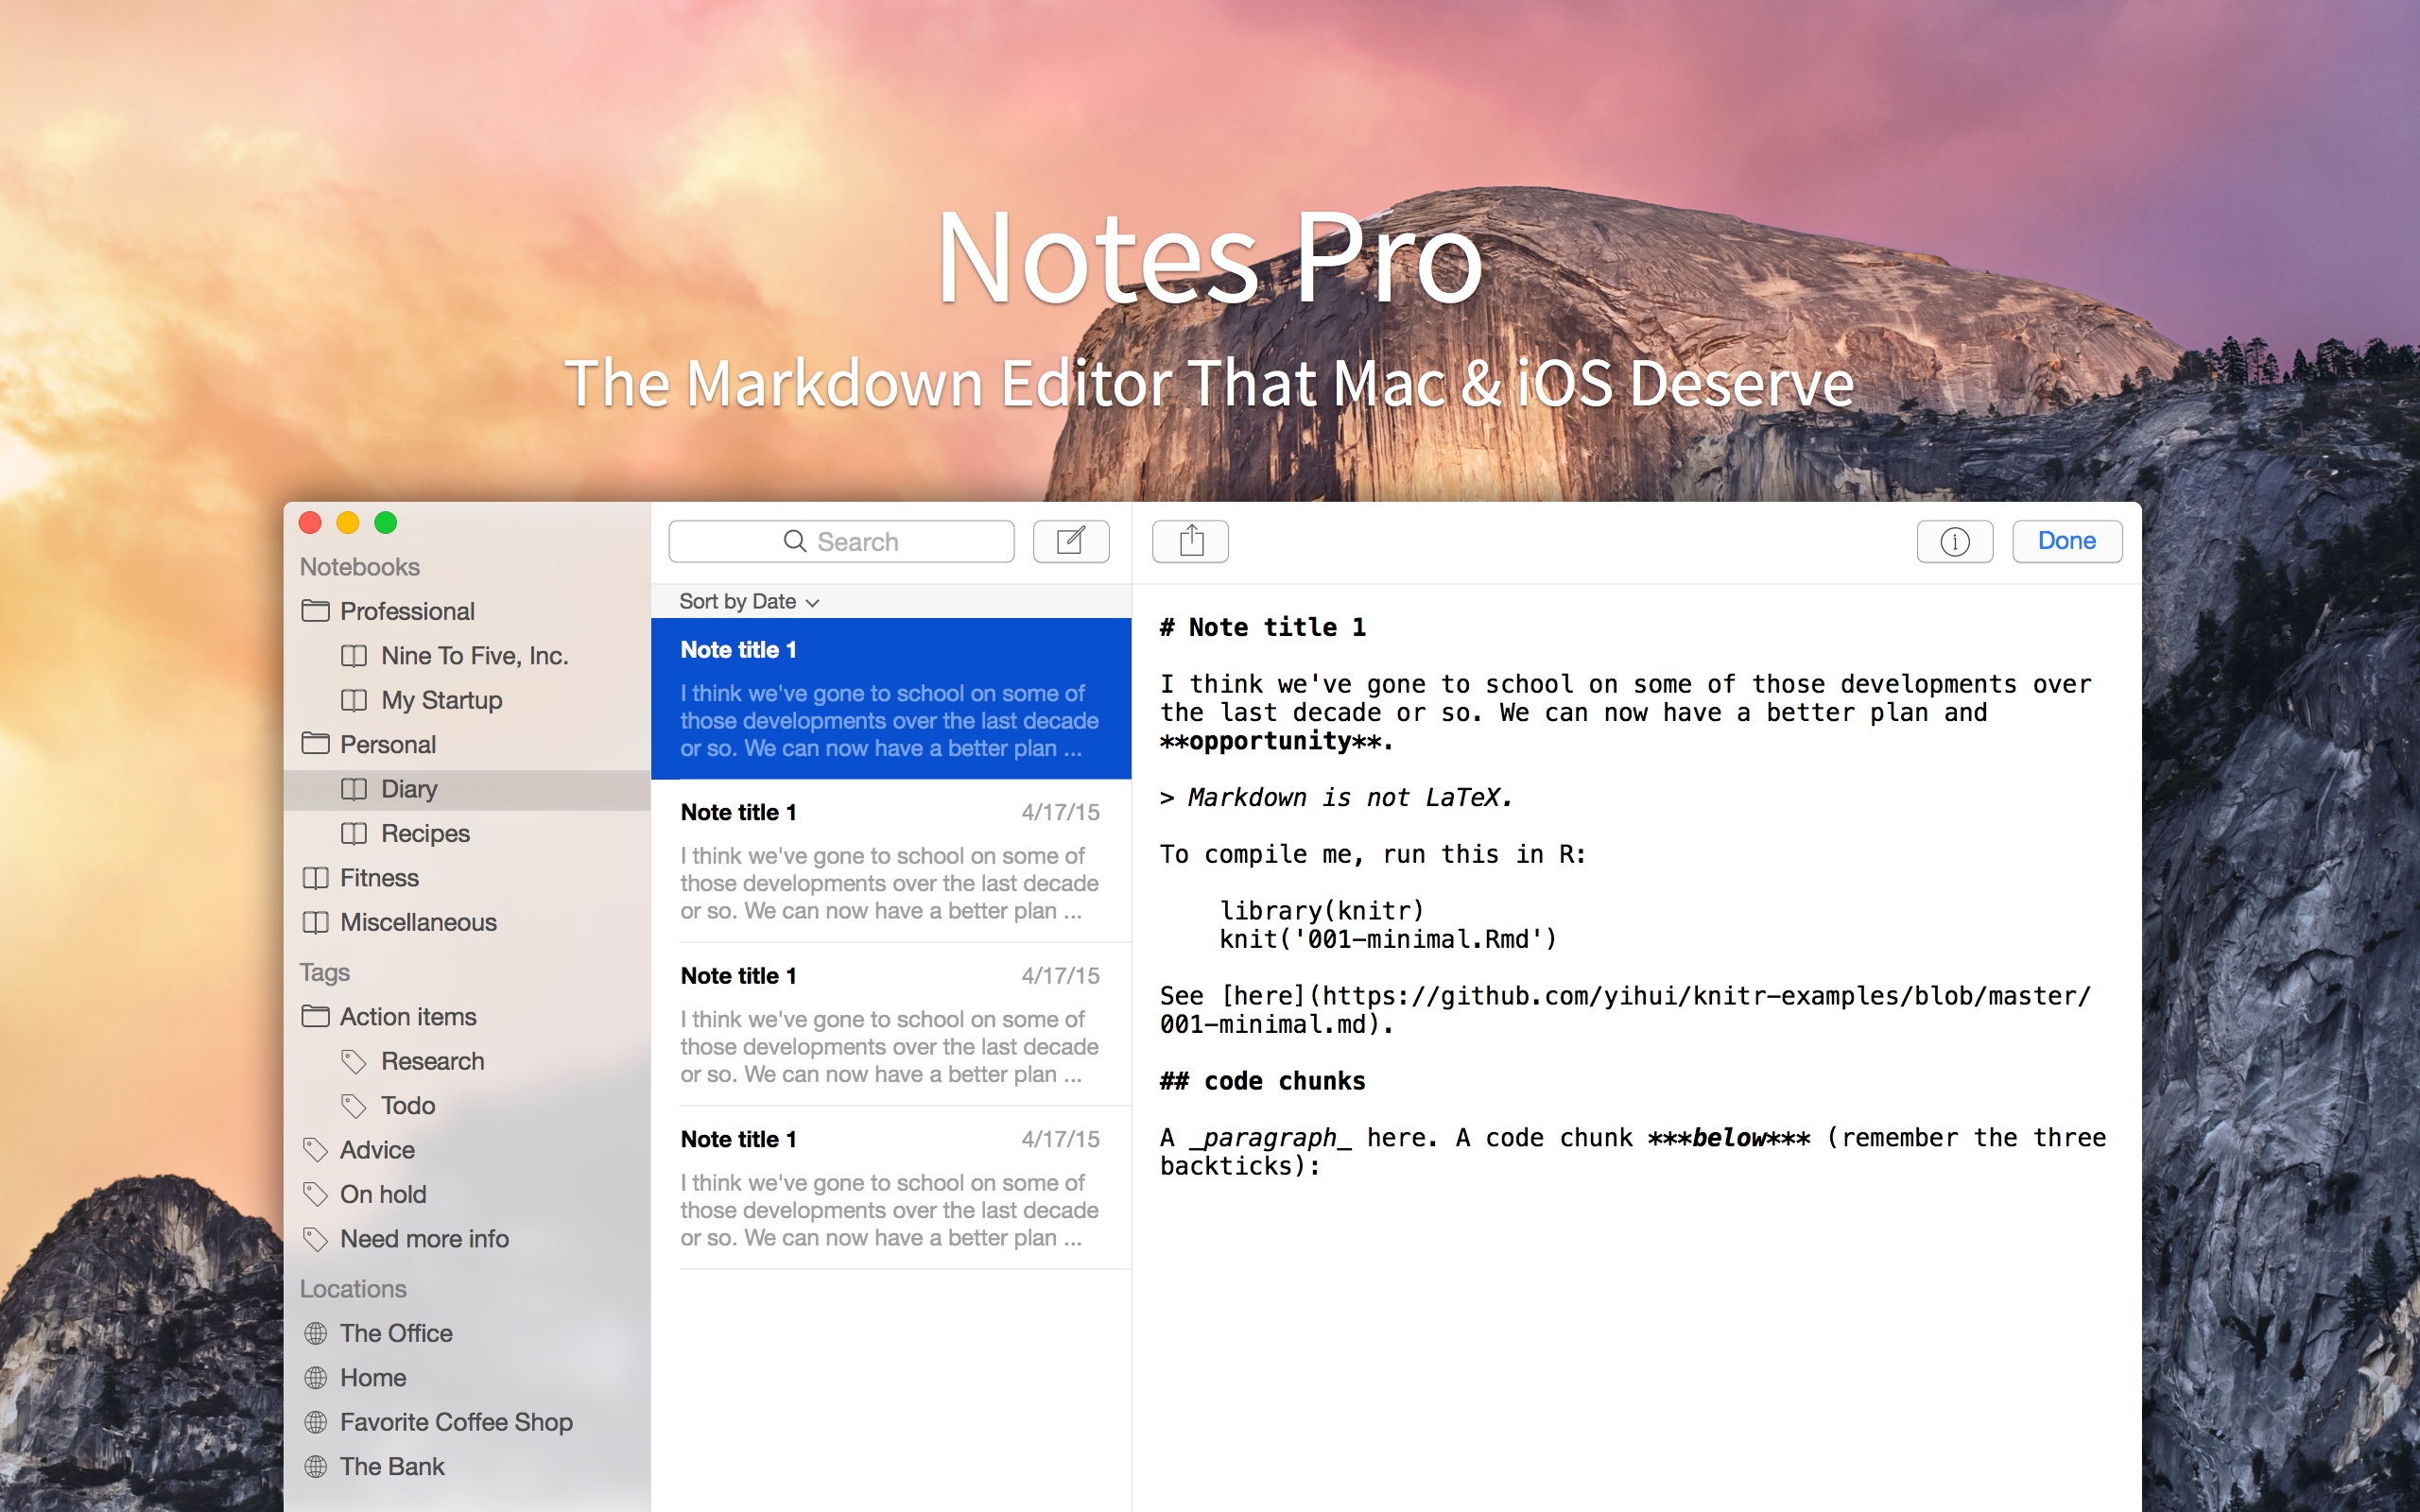 Notes Pro
The Markdown Editor That Mac & iOS Deserve
Notebooks
Professional
Nine To Five, Inc.
My Startup
Personal
Diary
Recipes
Fitness
Miscellaneous
Tags
Action items
Research
Todo
Advice
On hold
Need more info
Locations
The Office
Home
Favorite Coffee Shop
The Bank
Search
Sort by Date
Note title 1
I think we've gone to school on some of
those developments over the last decade
or so. We can now have a better plan ...
Note title 1 4/17/15
I think we've gone to school on some of
those developments over the last decade
or so. We can now have a better plan ...
Note title 1 4/17/15
I think we've gone to school on some of
those developments over the last decade
or so. We can now have a better plan ...
Note title 1 4/17/15
I think we've gone to school on some of
those developments over the last decade
or so. We can now have a better plan ...
Done
# Note title 1
I think we've gone to school on some of those developments over
the last decade or so. We can now have a better plan and
**opportunity**.
> Markdown is not LaTeX.
To compile me, run this in R:
library(knitr)
knit('001-minimal.Rmd')
See [here](https://github.com/yihui/knitr-examples/blob/master/
001-minimal.md).
## code chunks
A _paragraph_ here. A code chunk ***below*** (remember the three
backticks):